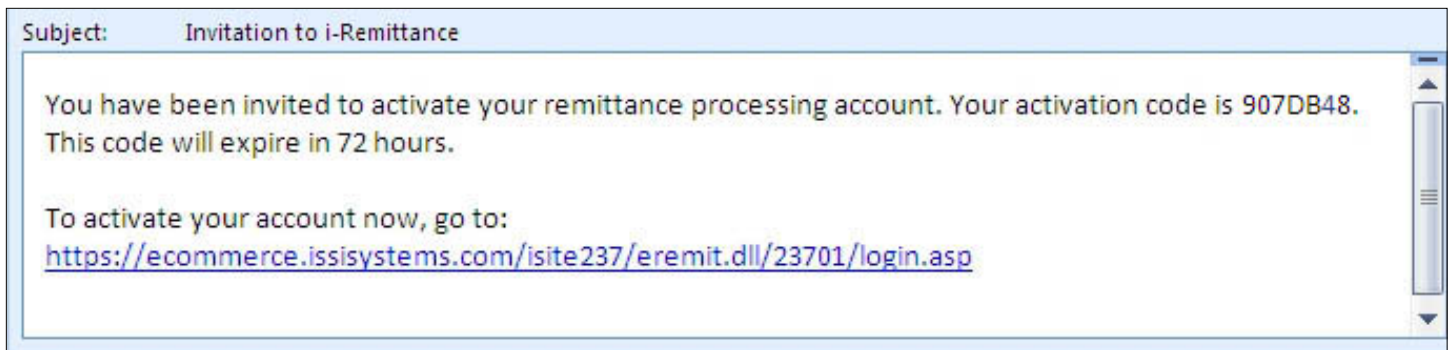 Subject: Invitation to i-Remittance
You have been invited to activate your remittance processing account. Your activation code is 907DB48.
This code will expire in 72 hours.
To activate your account now, go to:
https://ecommerce.issisystems.com/isite237/eremit.dll/23701/login.asp